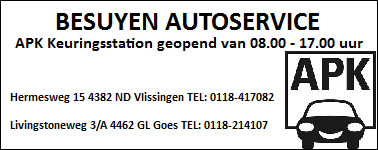 BESUYEN AUTOSERVICE
APK Keuringsstation geopend van 08.00 - 17.00 uur
APK
Hermesweg 15 4382 ND Vlissingen TEL: 0118-417082
Livingstoneweg 3/A 4462 GL Goes TEL: 0118-214107